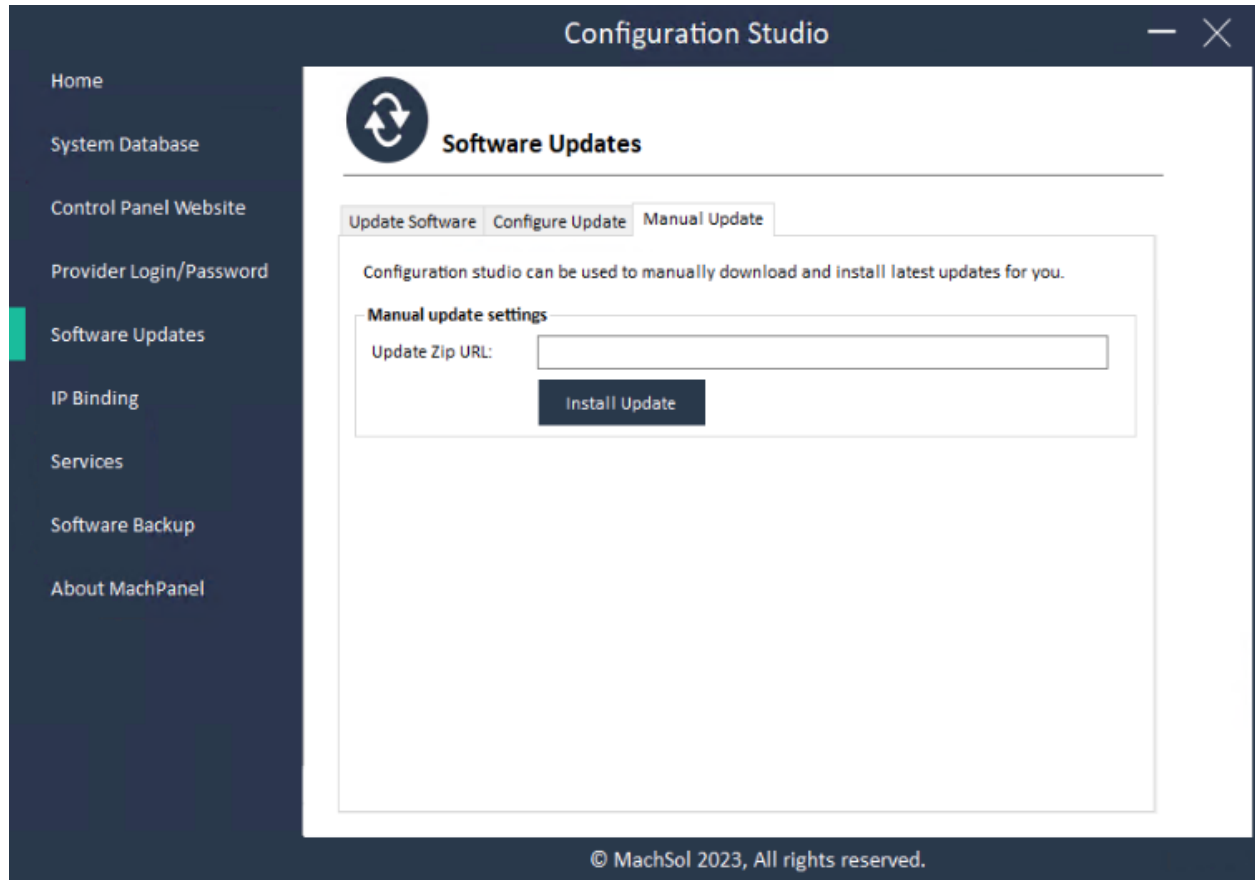 Configuration Studio
Home
System Database
Control Panel Website
Provider Login/Password
Software Updates
IP Binding
Services
Software Backup
About MachPanel
Software Updates
Update Software
Configure Update
Manual Update
Configuration studio can be used to manually download and install latest updates for you.
Manual update settings
Update Zip URL:
Install Update
© MachSol 2023, All rights reserved.